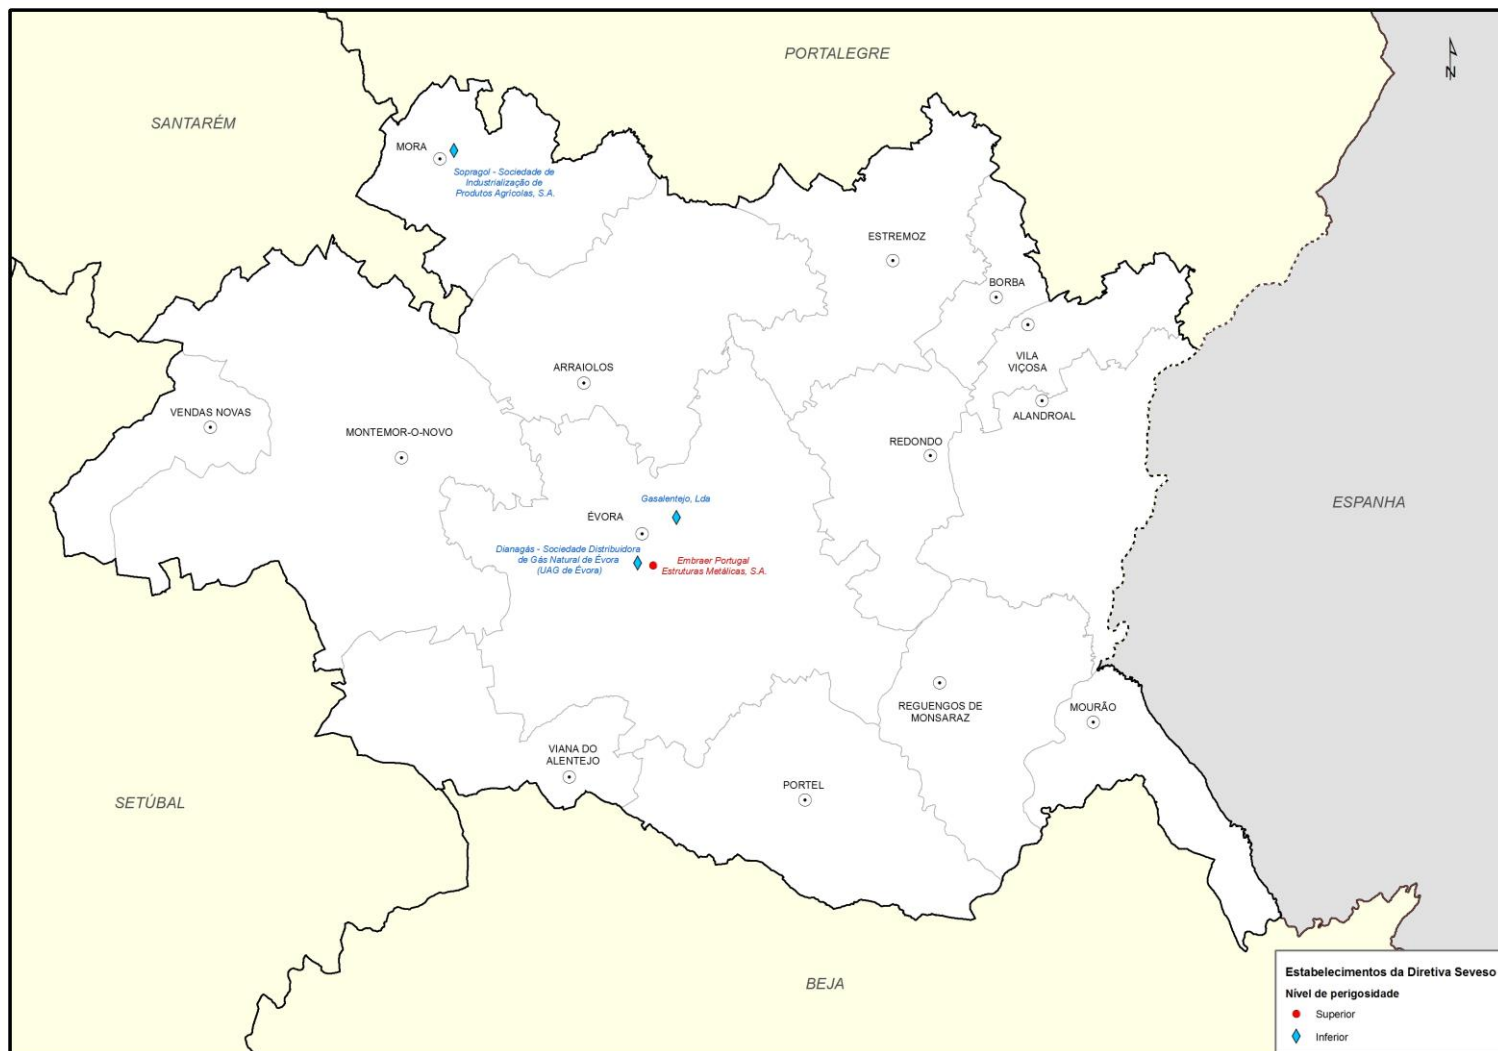 PORTALEGRE
N
SANTARÉM
MORA
Sopragol - Sociedade de
Industrialização de
Produtos Agrícolas, S.A.
ESTREMOZ
BORBA
VILA
VIÇOSA
ARRAIOLOS
ALANDROAL
VENDAS NOVAS
MONTEMOR-O-NOVO
REDONDO
ESPANHA
Gasalentejo, Lda
ÉVORA
Dianagás - Sociedade Distribuidora
de Gás Natural de Évora
(UAG de Évora)
Embraer Portugal
Estruturas Metálicas, S.A.
REGUENGOS DE
MONSARAZ
MOURÃO
VIANA DO
ALENTEJO
PORTEL
SETÚBAL
BEJA
Estabelecimentos da Diretiva Seveso
Nível de perigosidade
Superior
Inferior